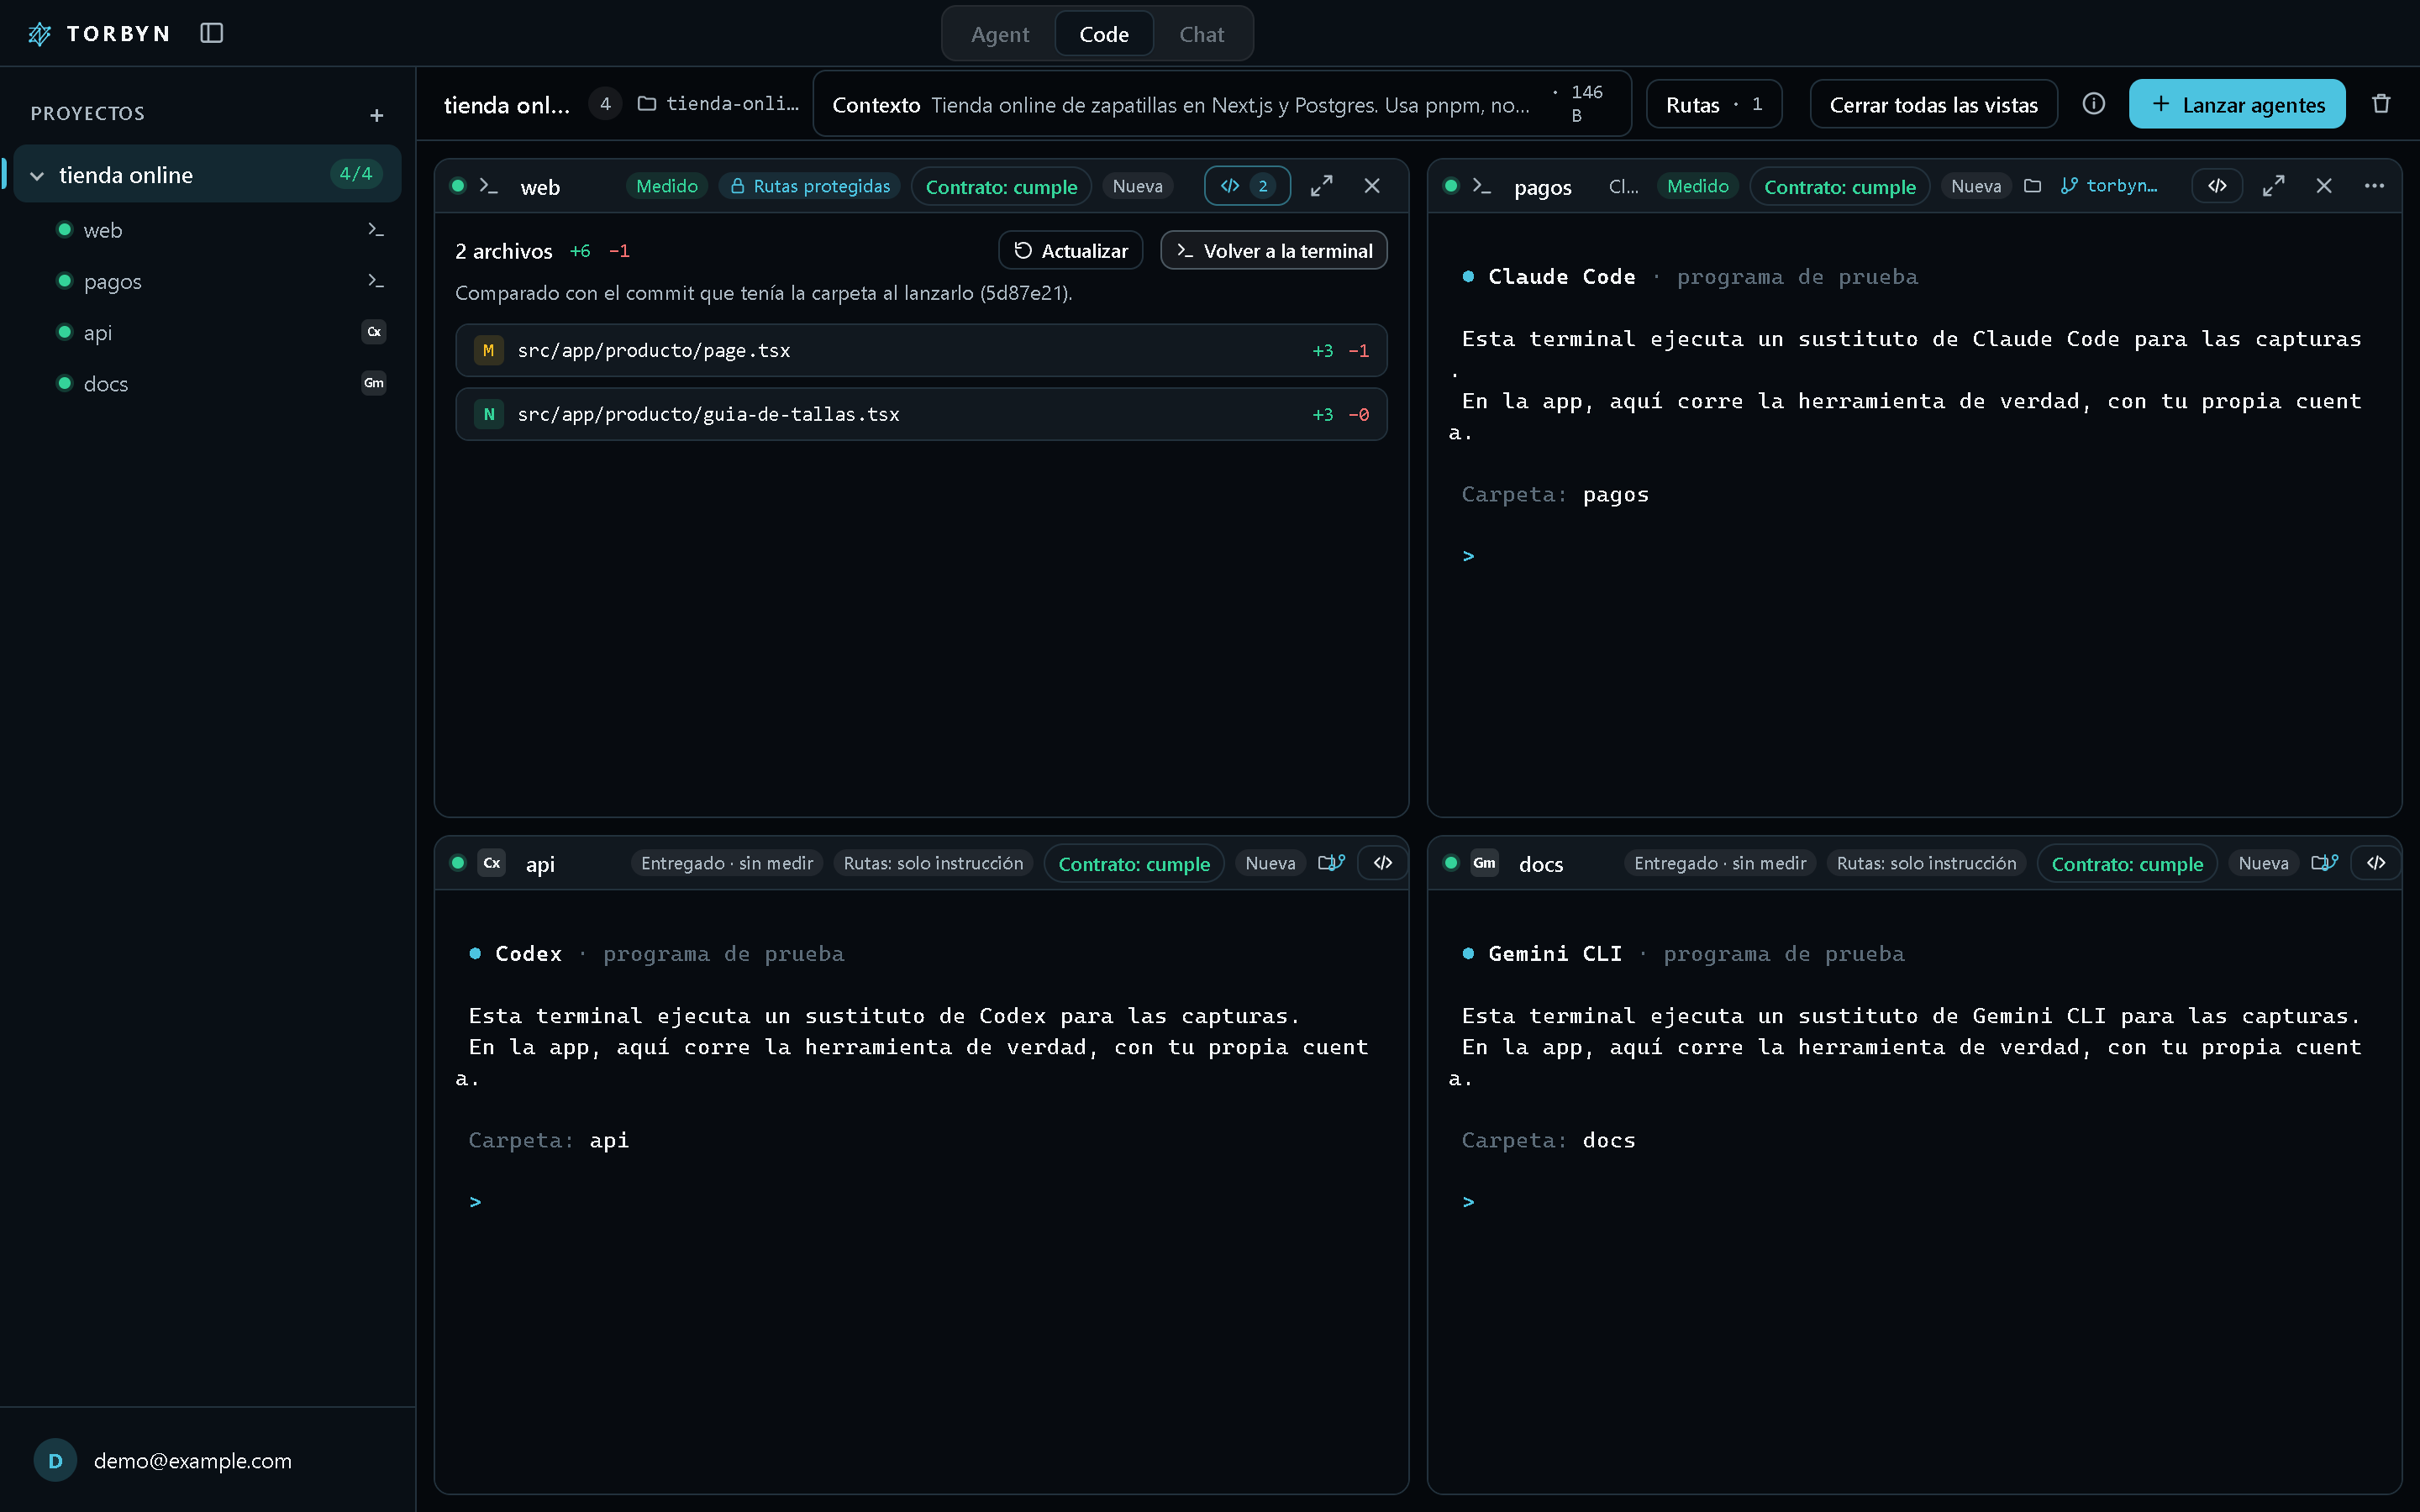 TORBYN
Agent
Code
Chat
PROYECTOS
+
tienda online
4/4
web
pagos
api
Cx
docs
Gm
demo@example.com
D
tienda onl...
4
tienda-onli...
Contexto Tienda online de zapatillas en Next.js y Postgres. Usa pnpm, no... · 146 B
Rutas · 1
Cerrar todas las vistas
+ Lanzar agentes
web
Medido
Rutas protegidas
Contrato: cumple
Nueva
</> 2
2 archivos +6 −1
Actualizar
>_ Volver a la terminal
Comparado con el commit que tenía la carpeta al lanzarlo (5d87e21).
M src/app/producto/page.tsx +3 −1
N src/app/producto/guia-de-tallas.tsx +3 −0
pagos
Cl...
Medido
Contrato: cumple
Nueva
torbyn...
</>
Claude Code · programa de prueba
Esta terminal ejecuta un sustituto de Claude Code para las capturas
.
En la app, aquí corre la herramienta de verdad, con tu propia cuent
a.
Carpeta: pagos
>
Cx
api
Entregado · sin medir
Rutas: solo instrucción
Contrato: cumple
Nueva
</>
Codex · programa de prueba
Esta terminal ejecuta un sustituto de Codex para las capturas.
En la app, aquí corre la herramienta de verdad, con tu propia cuent
a.
Carpeta: api
>
Gm
docs
Entregado · sin medir
Rutas: solo instrucción
Contrato: cumple
Nueva
</>
Gemini CLI · programa de prueba
Esta terminal ejecuta un sustituto de Gemini CLI para las capturas.
En la app, aquí corre la herramienta de verdad, con tu propia cuent
a.
Carpeta: docs
>